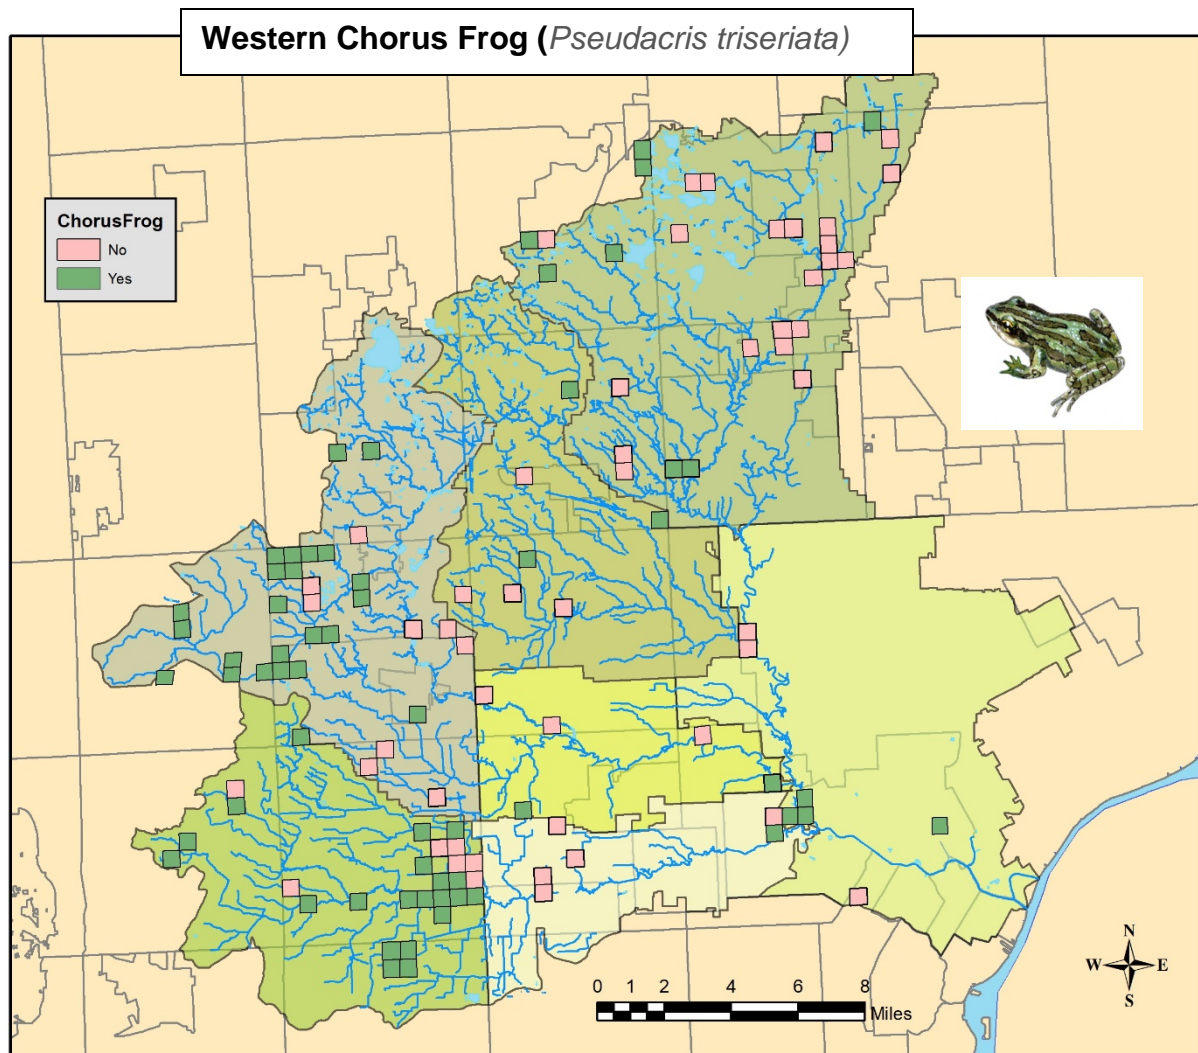 Western Chorus Frog (Pseudacris triseriata)
ChorusFrog
No
Yes
N
W E
S
0 1 2 4 6 8
Miles